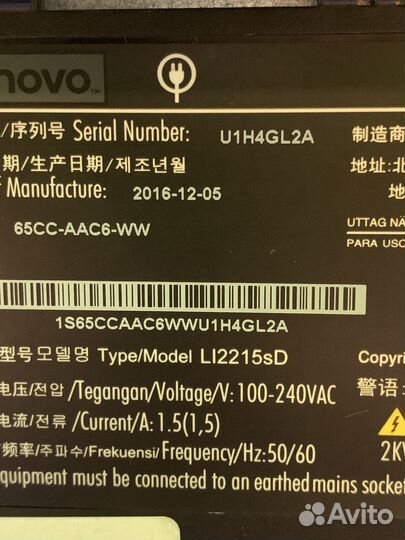 novo™
/序列号 Serial Number: U1H4GL2A 制造商
期/生产日期/제조년월
f Manufacture: 2016-12-05
地址:北
地
65CC-AAC6-WW
UTTAG NÄ
PARA USO
1S65CCAAC6WWU1H4GL2A
型号모델명 Type/Model LI2215sD
Copyri
电压/전압/Tegangan/Voltage/V: 100-240VAC
警语:
电流/전류/Current/A: 1.5(1,5)
频率/주파수/Frekuensi/Frequency/Hz:50/60
2KV
quipment must be connected to an earthed mains socket
Avito